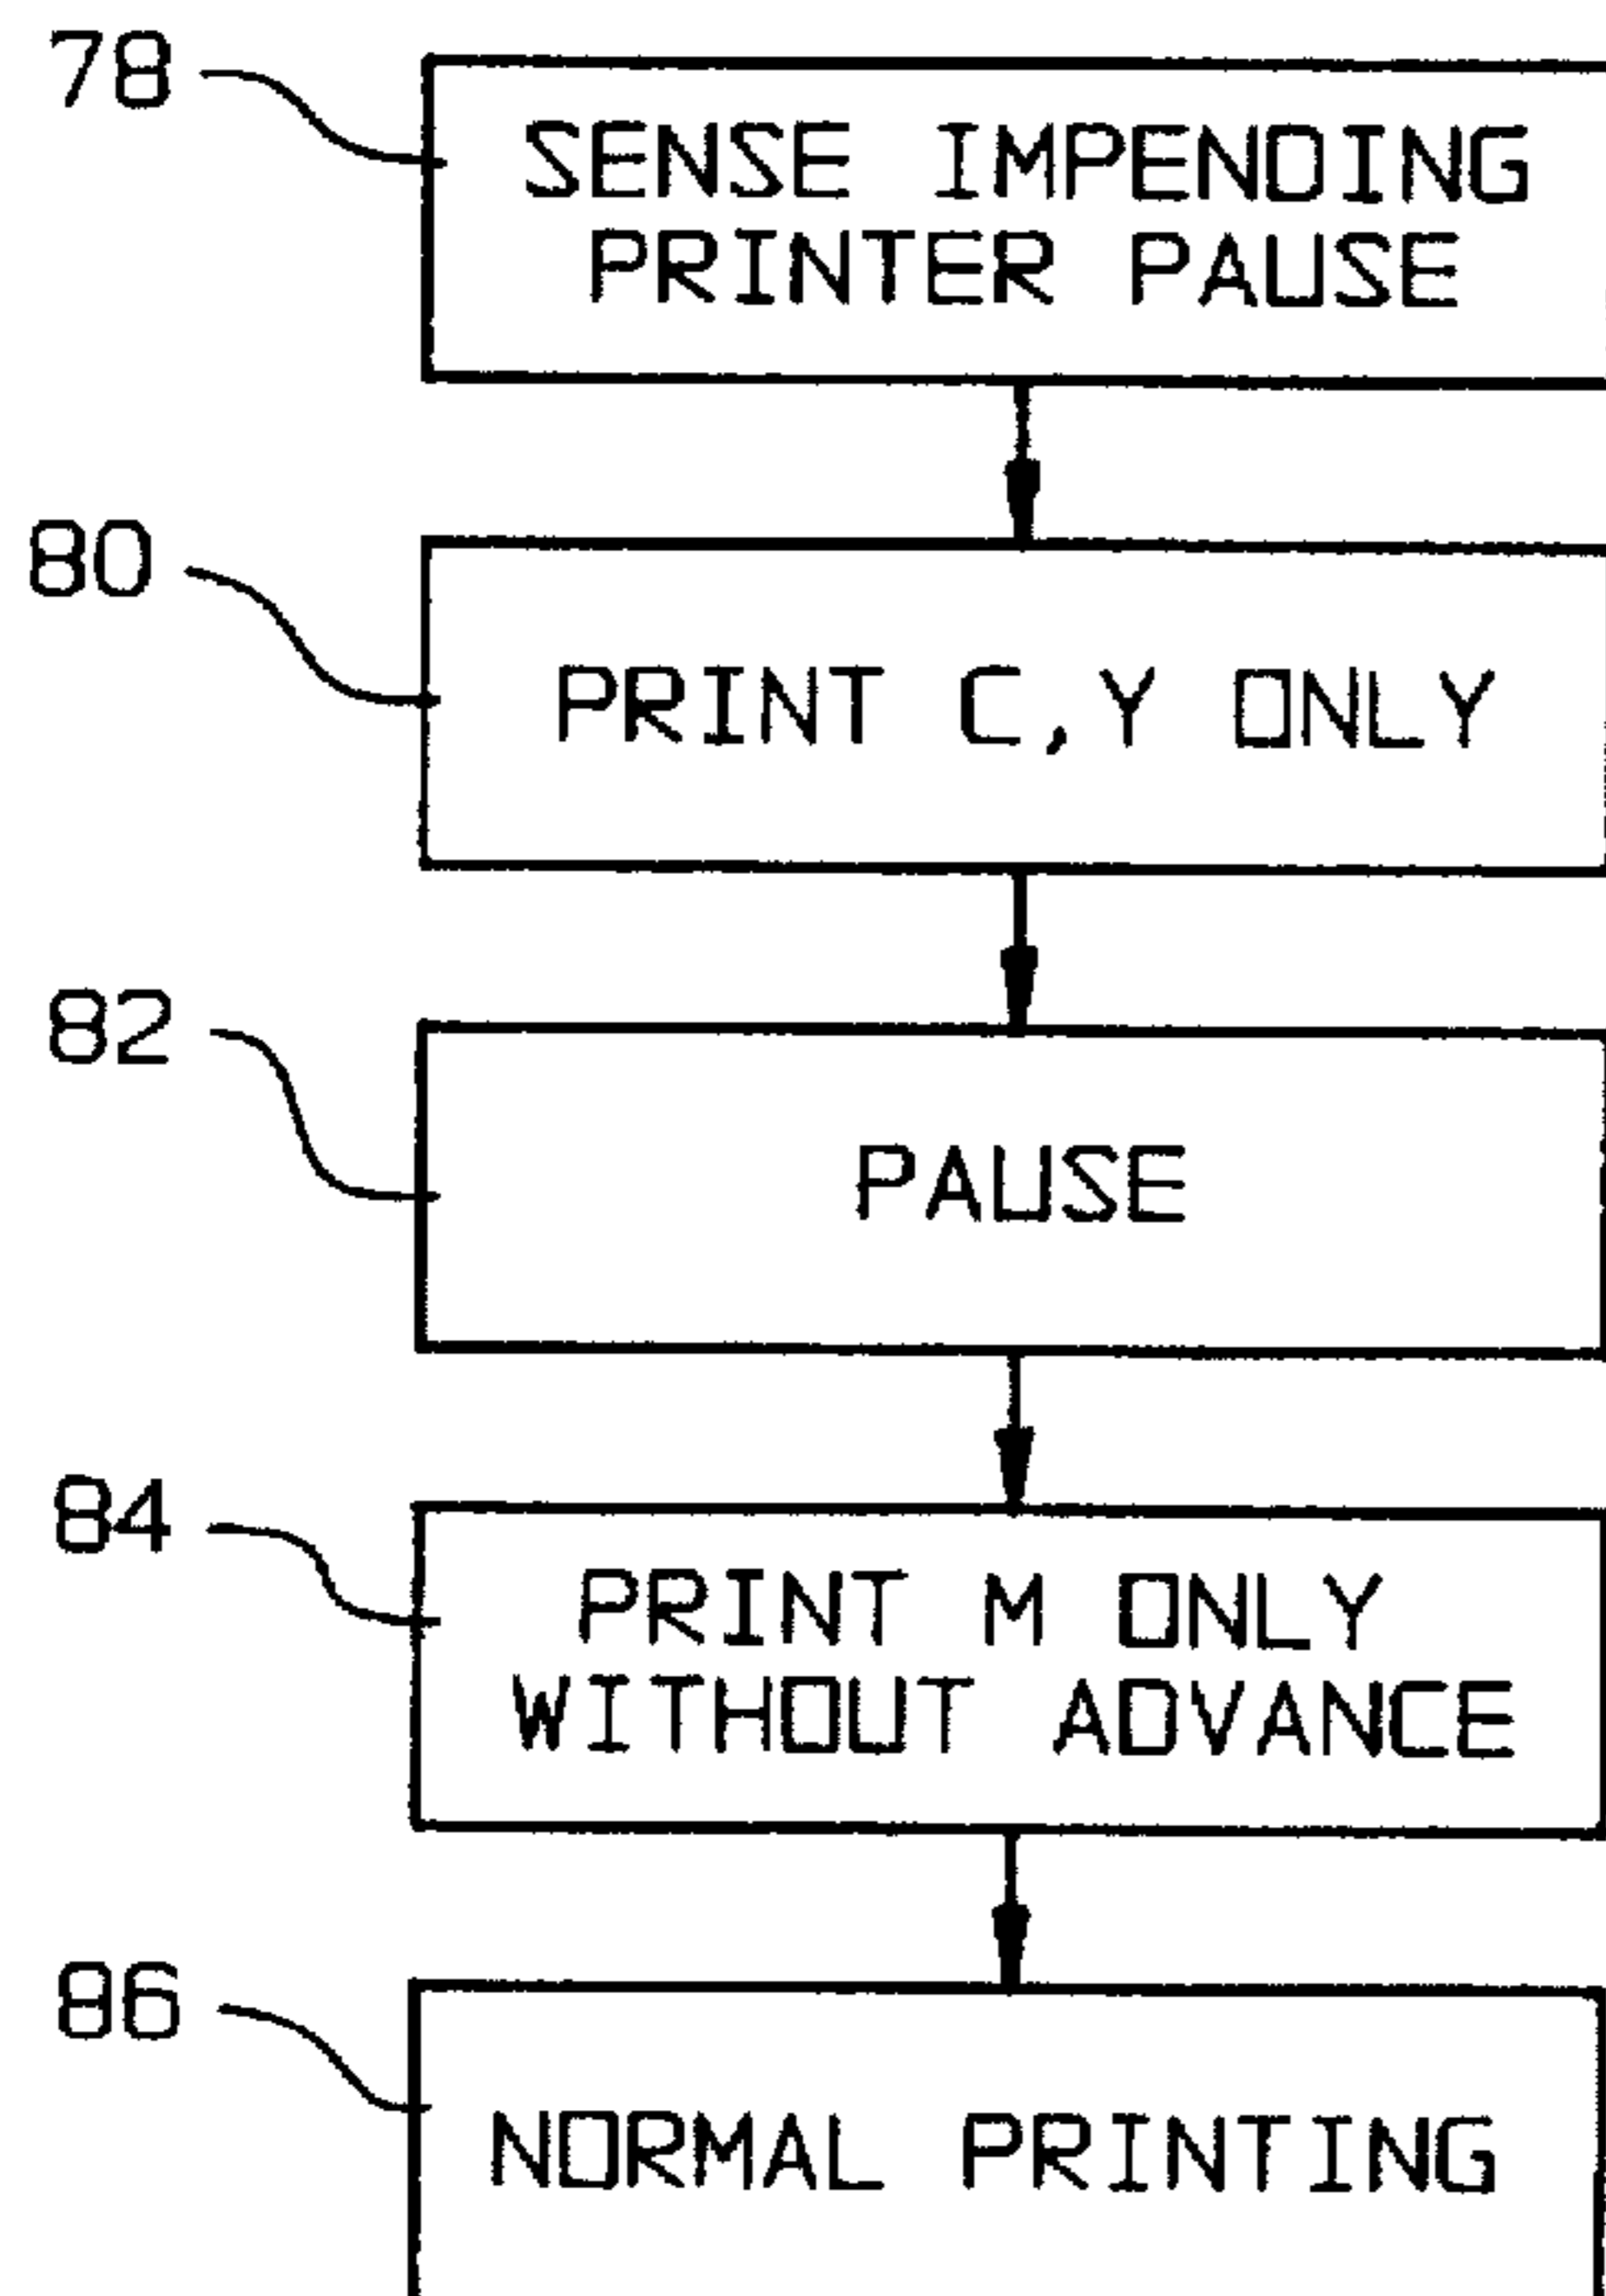 78
SENSE IMPENDING
PRINTER PAUSE
80
PRINT C,Y ONLY
82
PAUSE
84
PRINT M ONLY
WITHOUT ADVANCE
86
NORMAL PRINTING